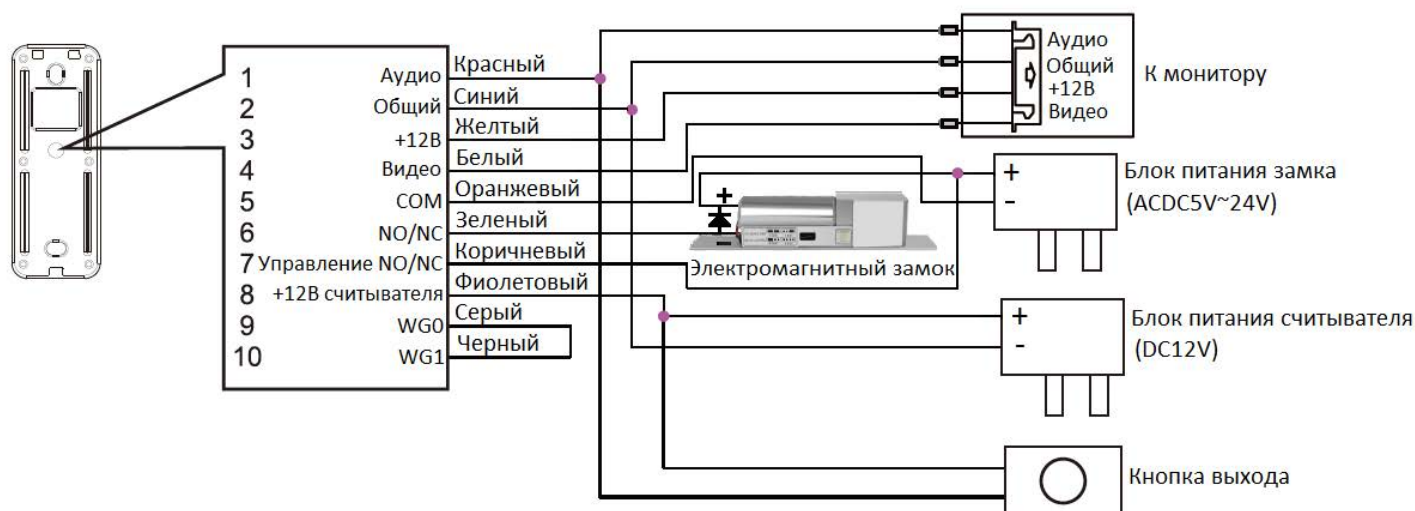 1 Аудио Красный
2 Общий Синий
3 +12В Желтый
4 Видео Белый
5 COM Оранжевый
6 NO/NC Зеленый
7 Управление NO/NC Коричневый
8 +12В считывателя Фиолетовый
9 WG0 Серый
10 WG1 Черный
Аудио
Общий
+12В
Видео
К монитору
+
-
Блок питания замка
(ACDC5V~24V)
+
Электромагнитный замок
+
-
Блок питания считывателя
(DC12V)
Кнопка выхода